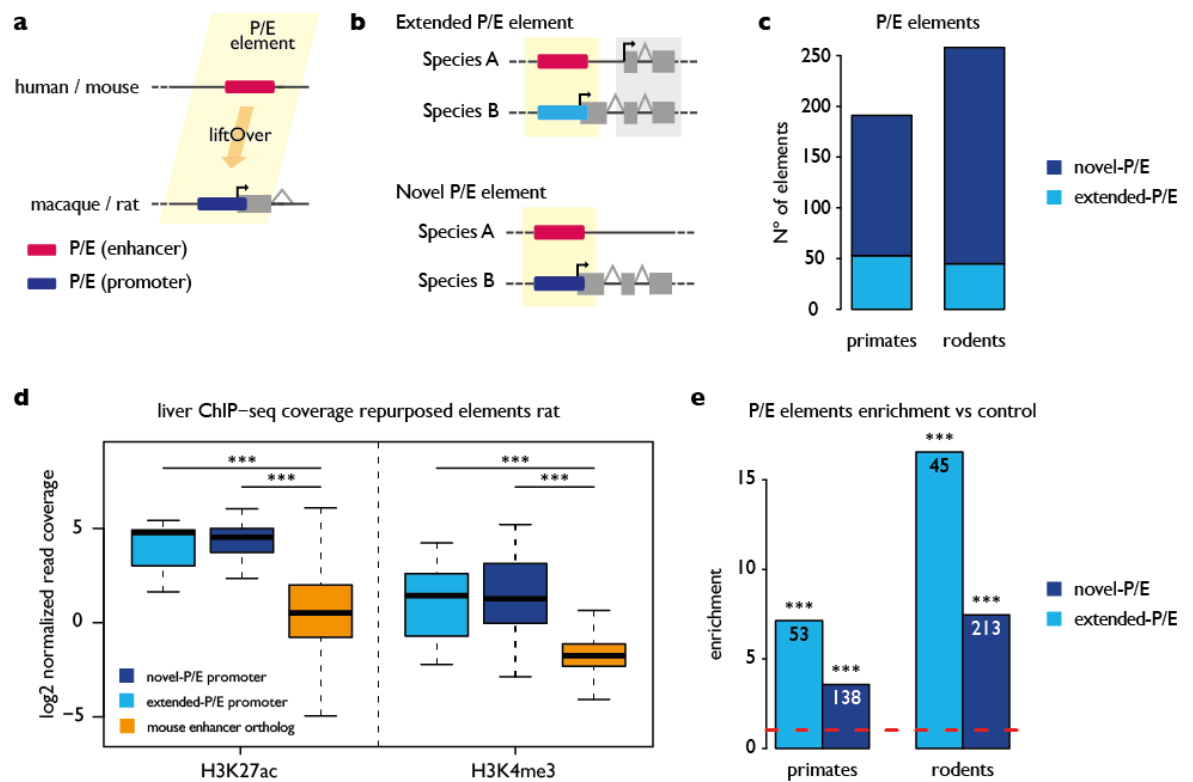 a
P/E
element
human / mouse
liftOver
macaque / rat
P/E (enhancer)
P/E (promoter)
b
Extended P/E element
Species A
Species B
Novel P/E element
Species A
Species B
c
P/E elements
N° of elements
250
200
150
100
50
0
primates
rodents
novel-P/E
extended-P/E
d
liver ChIP−seq coverage repurposed elements rat
log2 normalized read coverage
5
0
−5
***
***
***
***
novel-P/E promoter
extended-P/E promoter
mouse enhancer ortholog
H3K27ac
H3K4me3
e
P/E elements enrichment vs control
enrichment
15
10
5
0
***
53
***
138
***
45
***
213
primates
rodents
novel-P/E
extended-P/E